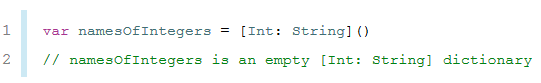 1 var namesOfIntegers = [Int: String]()
2 // namesOfIntegers is an empty [Int: String] dictionary